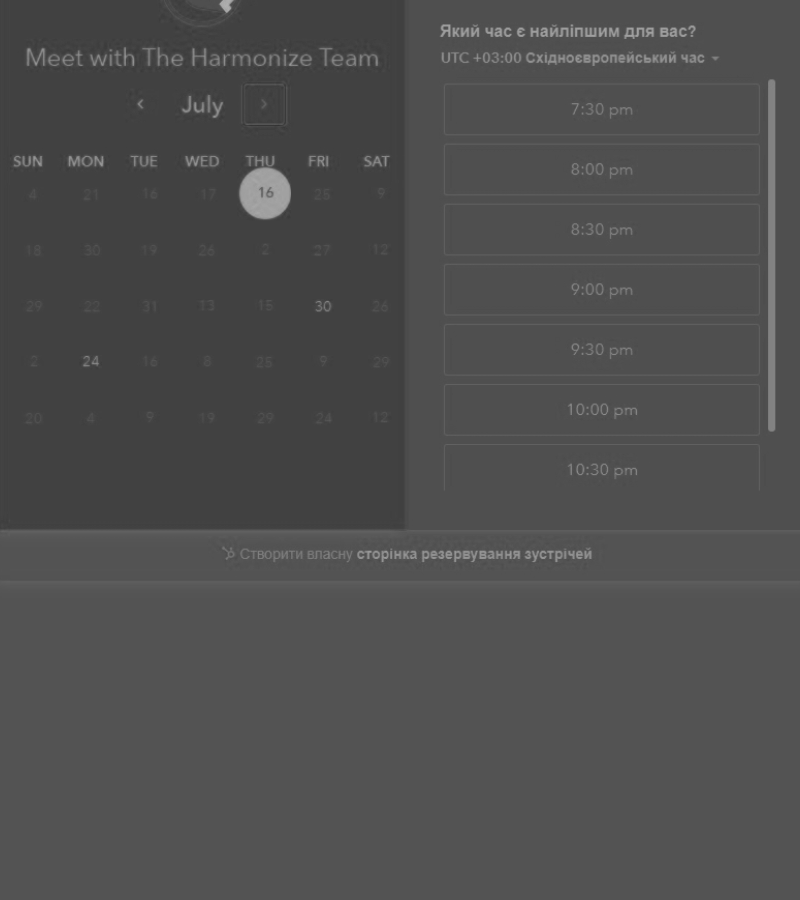 Meet with The Harmonize Team
July
SUN MON TUE WED THU FRI SAT
4 21 16 17 16 25 9
18 30 19 26 2 27 12
29 22 31 13 15 30 26
2 24 16 8 25 9 29
20 4 9 19 29 24 12
Який час є найліпшим для вас?
UTC +03:00 Східноєвропейський час
7:30 pm
8:00 pm
8:30 pm
9:00 pm
9:30 pm
10:00 pm
10:30 pm
Створити власну сторінка резервування зустрічей